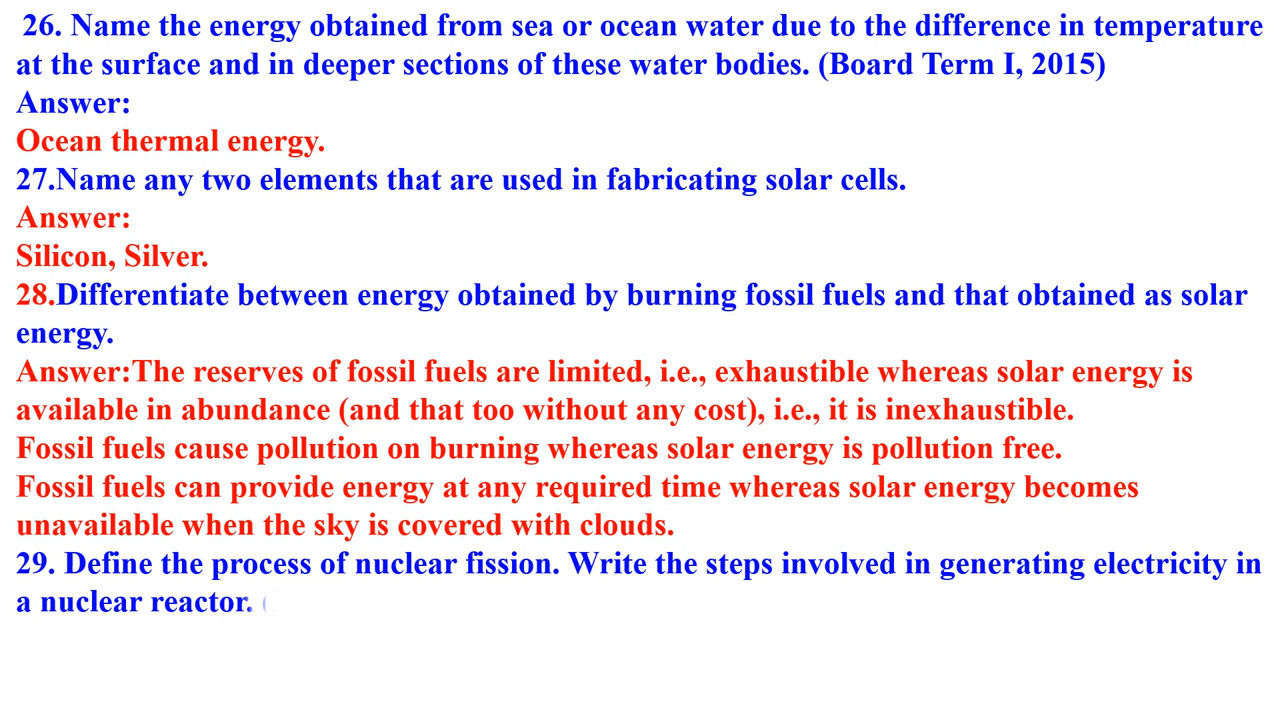 26. Name the energy obtained from sea or ocean water due to the difference in temperature
at the surface and in deeper sections of these water bodies. (Board Term I, 2015)
Answer:
Ocean thermal energy.
27.Name any two elements that are used in fabricating solar cells.
Answer:
Silicon, Silver.
28.Differentiate between energy obtained by burning fossil fuels and that obtained as solar
energy.
Answer:The reserves of fossil fuels are limited, i.e., exhaustible whereas solar energy is
available in abundance (and that too without any cost), i.e., it is inexhaustible.
Fossil fuels cause pollution on burning whereas solar energy is pollution free.
Fossil fuels can provide energy at any required time whereas solar energy becomes
unavailable when the sky is covered with clouds.
29. Define the process of nuclear fission. Write the steps involved in generating electricity in
a nuclear reactor. (